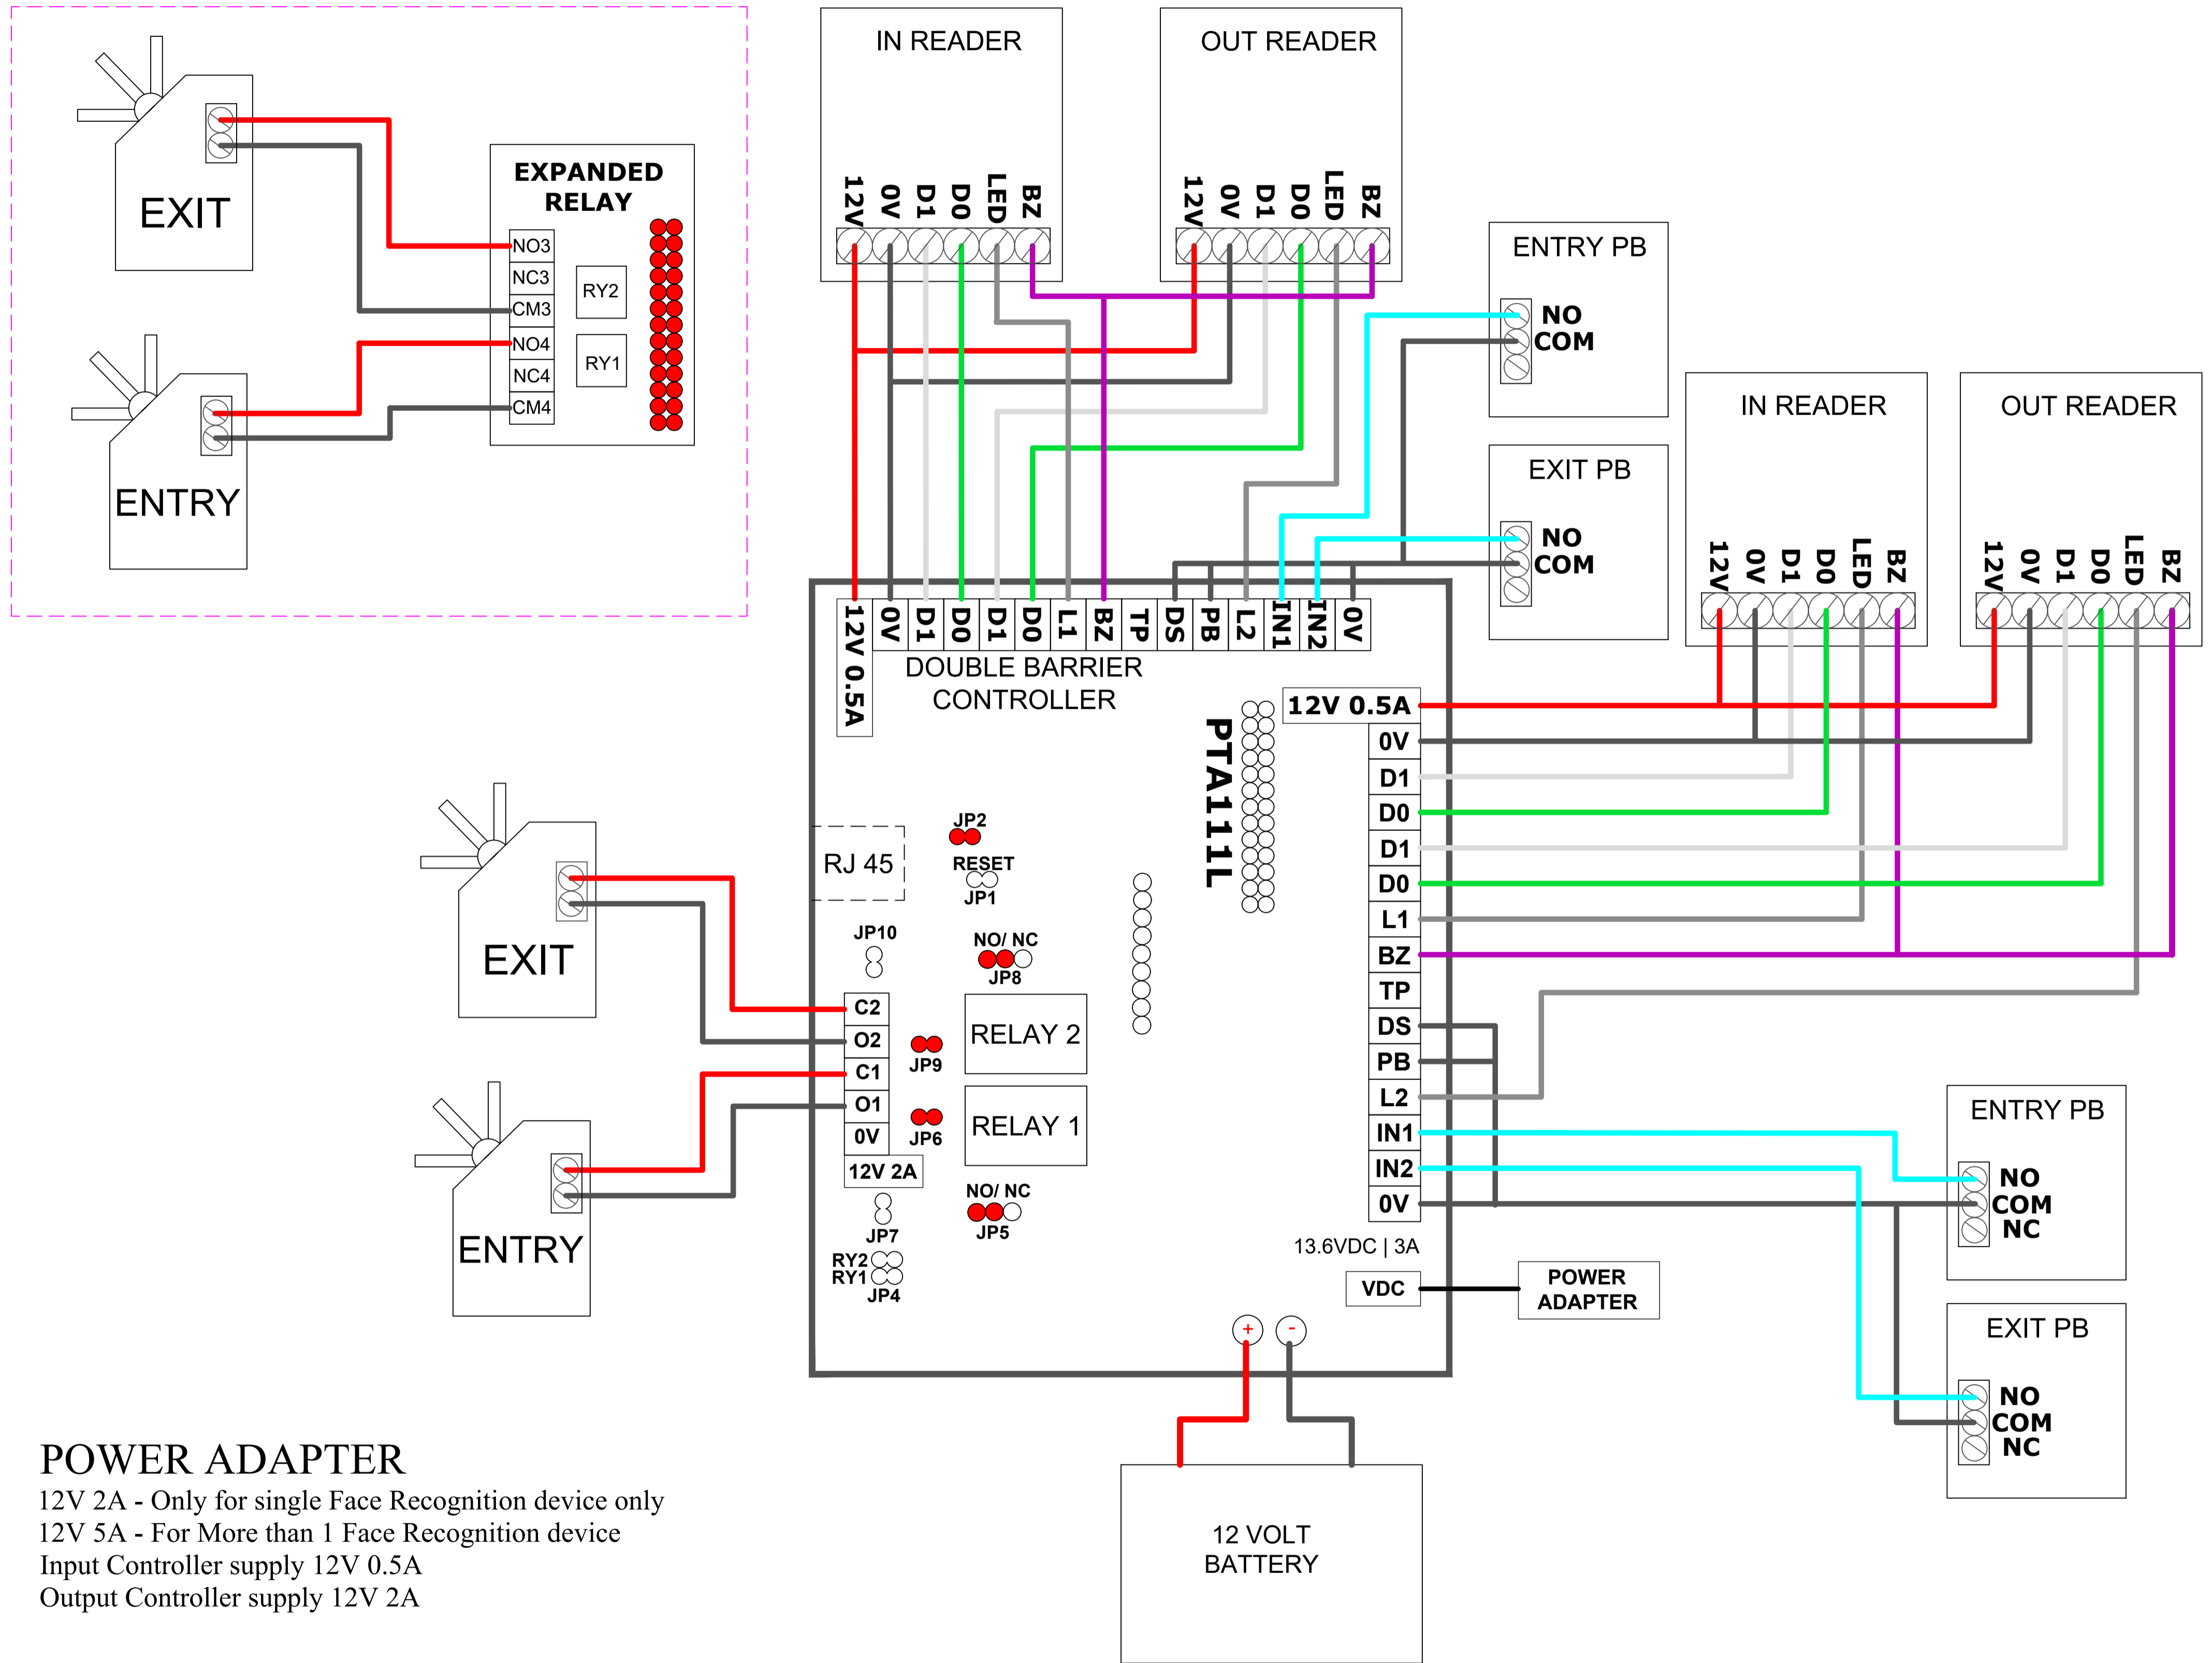 EXIT
ENTRY
EXPANDED
RELAY
NO3
NC3
CM3
NO4
NC4
CM4
RY2
RY1
IN READER
12V
0V
D1
D0
LED
BZ
OUT READER
12V
0V
D1
D0
LED
BZ
ENTRY PB
NO
COM
EXIT PB
NO
COM
IN READER
12V
0V
D1
D0
LED
BZ
OUT READER
12V
0V
D1
D0
LED
BZ
12V 0.5A
0V
D1
D0
D1
D0
L1
BZ
TP
DS
PB
L2
IN1
IN2
0V
DOUBLE BARRIER
CONTROLLER
PTA111L
12V 0.5A
0V
D1
D0
D1
D0
L1
BZ
TP
DS
PB
L2
IN1
IN2
0V
13.6VDC | 3A
VDC
POWER
ADAPTER
JP2
RESET
JP1
RJ 45
JP10
NO/ NC
JP8
C2
O2
C1
O1
0V
12V 2A
JP9
JP6
RELAY 2
RELAY 1
NO/ NC
JP5
JP7
RY2
RY1
JP4
EXIT
ENTRY
ENTRY PB
NO
COM
NC
EXIT PB
NO
COM
NC
+
-
12 VOLT
BATTERY
POWER ADAPTER
12V 2A - Only for single Face Recognition device only
12V 5A - For More than 1 Face Recognition device
Input Controller supply 12V 0.5A
Output Controller supply 12V 2A